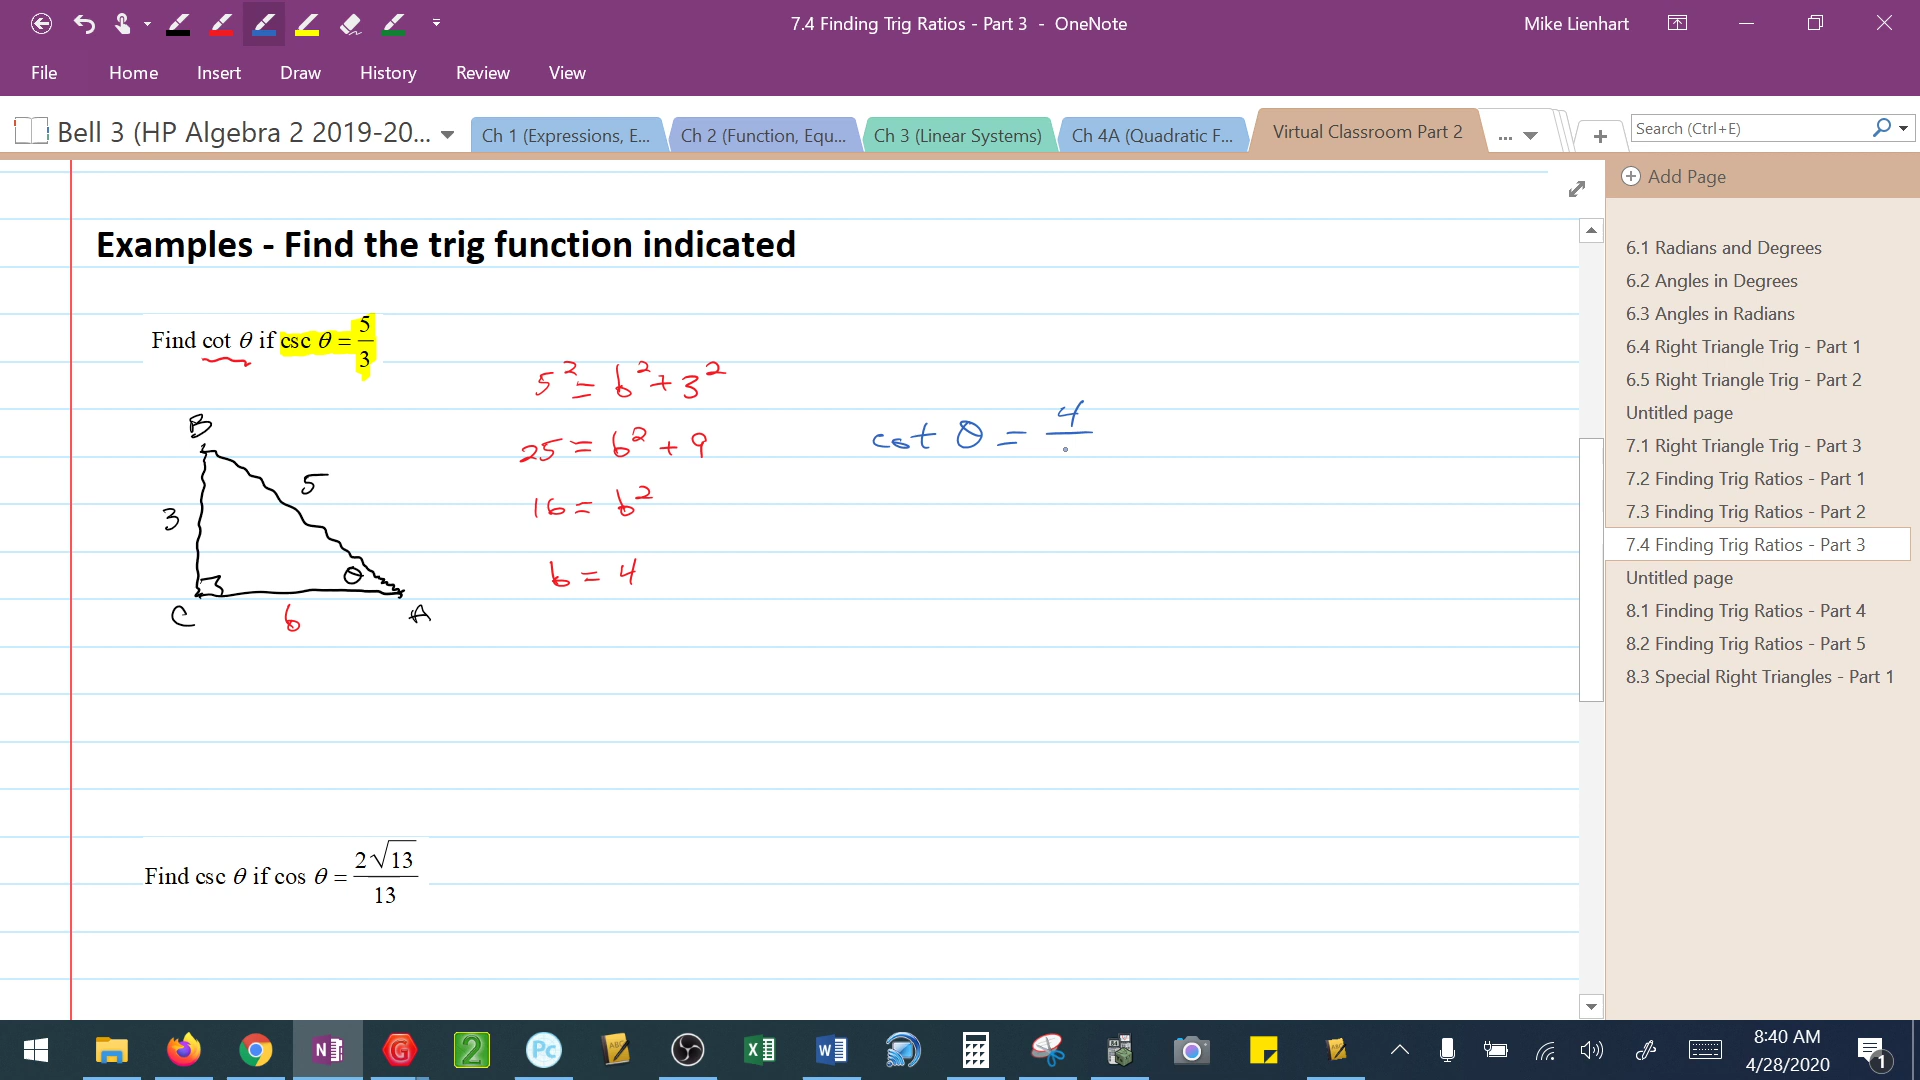 7.4 Finding Trig Ratios - Part 3 - OneNote
Mike Lienhart
File Home Insert Draw History Review View
Bell 3 (HP Algebra 2 2019-20...
Ch 1 (Expressions, E...
Ch 2 (Function, Equ...
Ch 3 (Linear Systems)
Ch 4A (Quadratic F...
Virtual Classroom Part 2
...
Search (Ctrl+E)
Add Page
6.1 Radians and Degrees
6.2 Angles in Degrees
6.3 Angles in Radians
6.4 Right Triangle Trig - Part 1
6.5 Right Triangle Trig - Part 2
Untitled page
7.1 Right Triangle Trig - Part 3
7.2 Finding Trig Ratios - Part 1
7.3 Finding Trig Ratios - Part 2
7.4 Finding Trig Ratios - Part 3
Untitled page
8.1 Finding Trig Ratios - Part 4
8.2 Finding Trig Ratios - Part 5
8.3 Special Right Triangles - Part 1
Examples - Find the trig function indicated
Find cot θ if csc θ = 5/3
B
5
3
θ
C
b
A
5² = b² + 3²
25 = b² + 9
16 = b²
b = 4
cot θ = 4/
Find csc θ if cos θ = 2√13/13
8:40 AM
4/28/2020
1